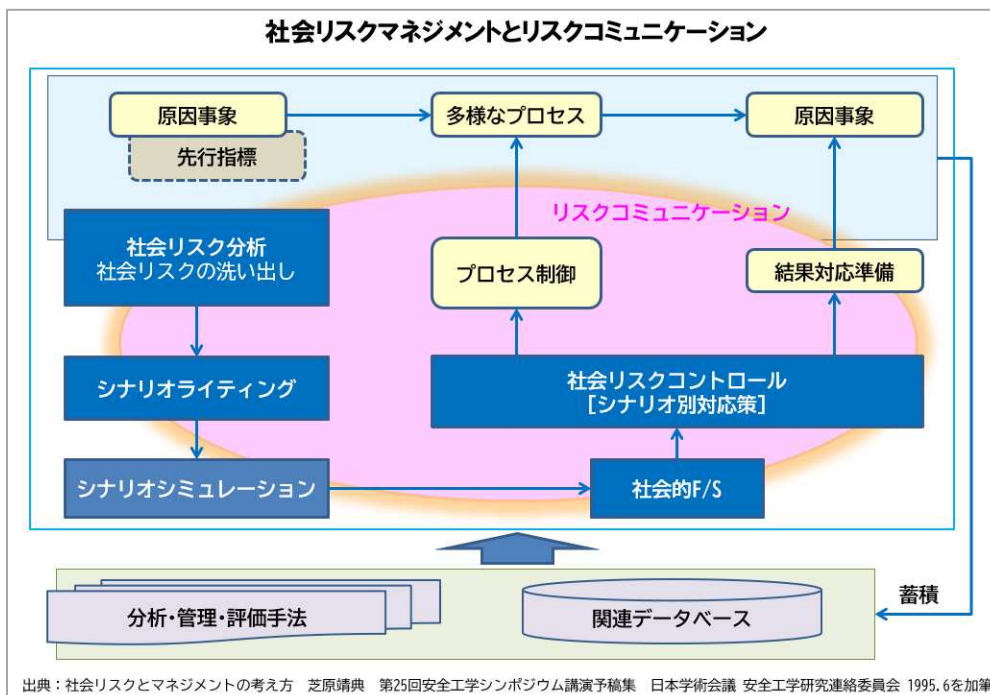 社会リスクマネジメントとリスクコミュニケーション
原因事象
多様なプロセス
原因事象
先行指標
リスクコミュニケーション
社会リスク分析
社会リスクの洗い出し
プロセス制御
結果対応準備
シナリオライティング
社会リスクコントロール
[シナリオ別対応策]
シナリオシミュレーション
社会的F/S
分析・管理・評価手法
関連データベース
蓄積
出典：社会リスクとマネジメントの考え方　芝原靖典　第25回安全工学シンポジウム講演予稿集　日本学術会議 安全工学研究連絡委員会 1995.6を加筆